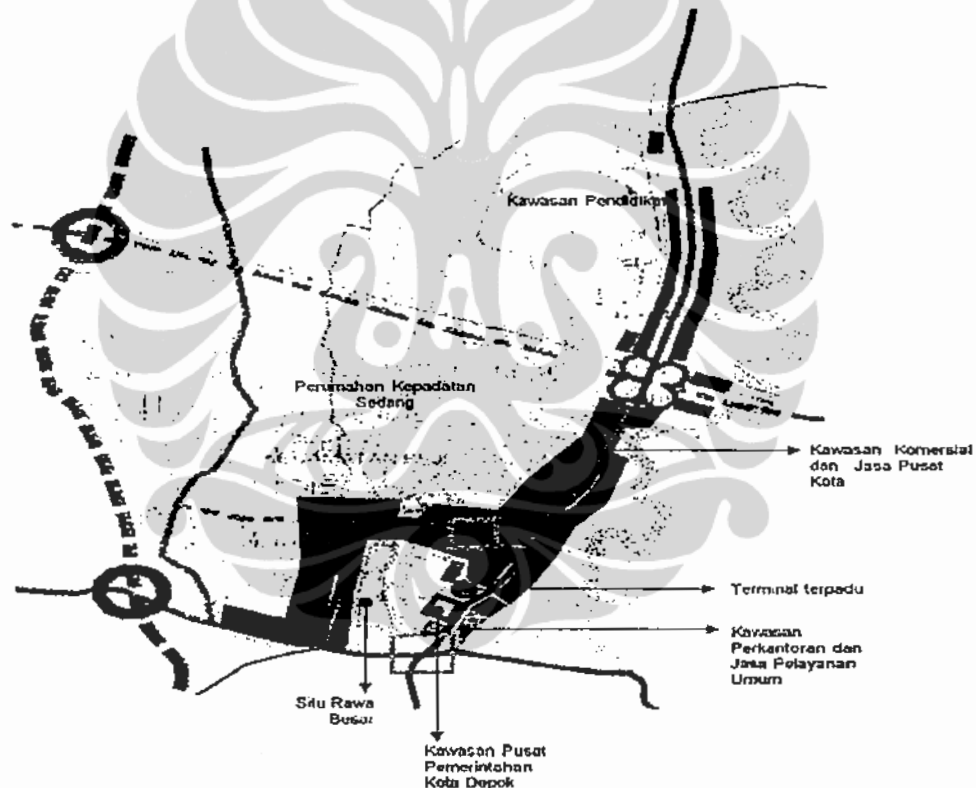 Kawasan Pendidikan
Perumahan Kepadatan
Sedang
Kawasan Komersial
dan Jasa Pusat
Kota
Terminal terpadu
Kawasan
Perkantoran dan
Jasa Pelayanan
Umum
Situ Rawa
Besar
Kawasan Pusat
Pemerintahan
Kota Depok